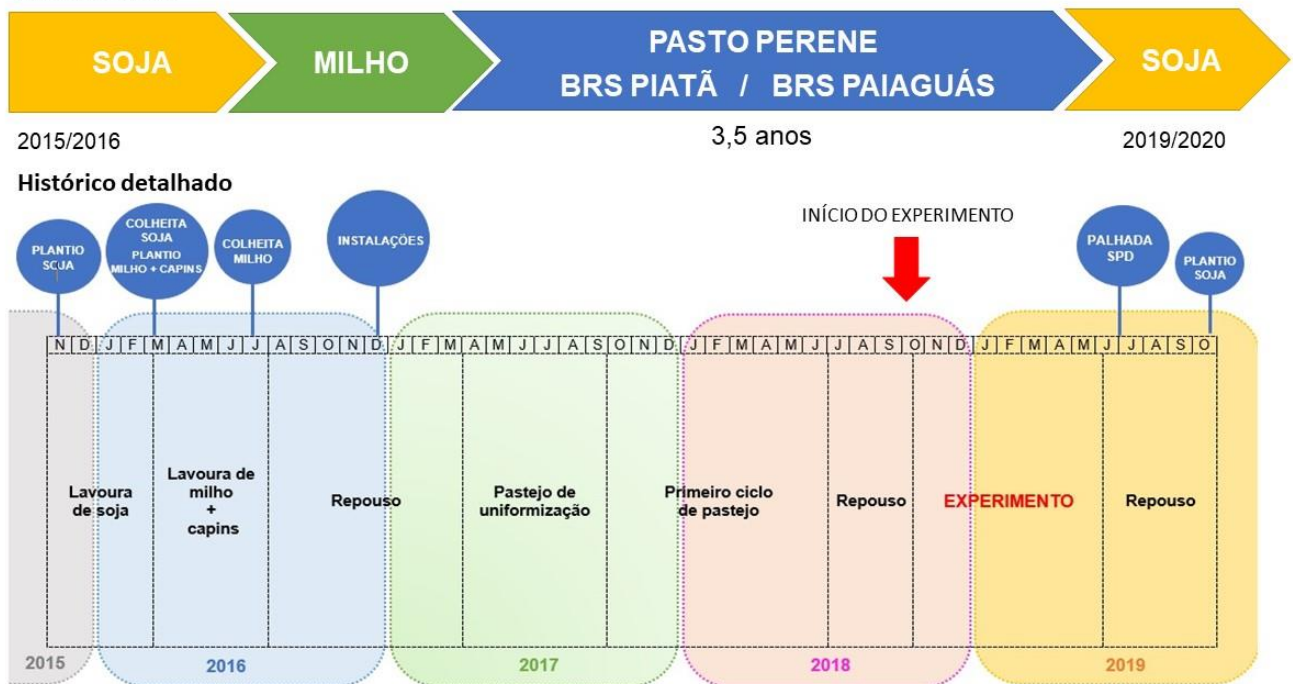 SOJA
MILHO
PASTO PERENE
BRS PIATÃ / BRS PAIAGUÁS
SOJA
2015/2016
3,5 anos
2019/2020
Histórico detalhado
PLANTIO
SOJA
COLHEITA
SOJA
PLANTIO
MILHO + CAPINS
COLHEITA
MILHO
INSTALAÇÕES
INÍCIO DO EXPERIMENTO
PALHADA
SPD
PLANTIO
SOJA
N D J F M A M J J A S O N D J F M A M J J A S O N D J F M A M J J A S O N D J F M A M J J A S O
Lavoura
de soja
Lavoura de
milho
+
capins
Repouso
Pastejo de
uniformização
Primeiro ciclo
de pastejo
Repouso
EXPERIMENTO
Repouso
2015
2016
2017
2018
2019